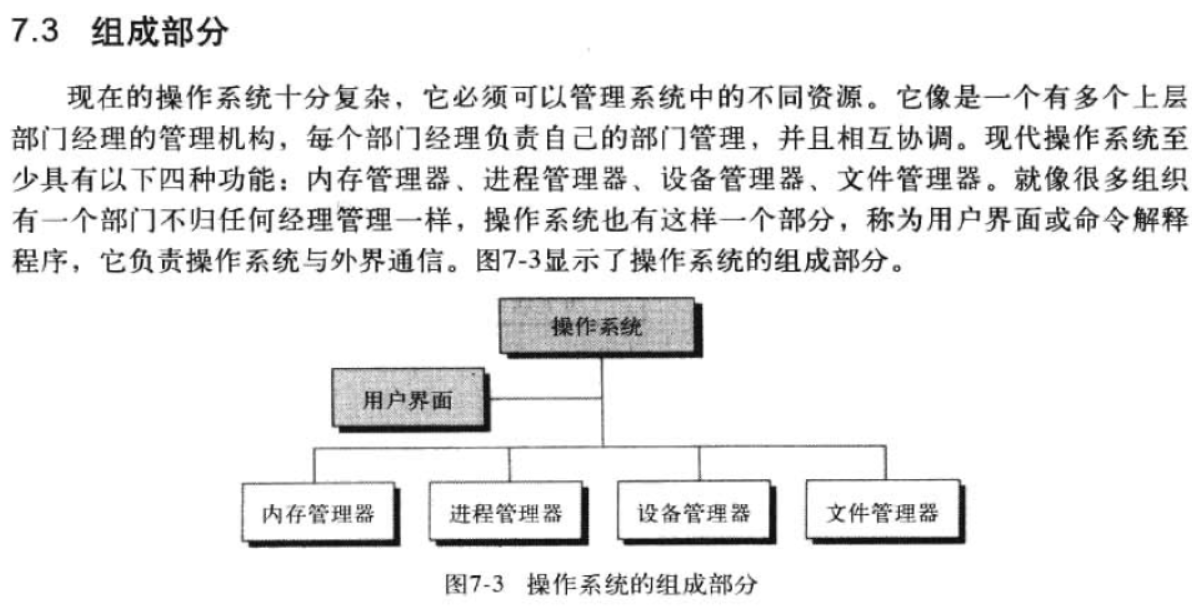 7.3 组成部分
现在的操作系统十分复杂，它必须可以管理系统中的不同资源。它像是一个有多个上层
部门经理的管理机构，每个部门经理负责自己的部门管理，并且相互协调。现代操作系统至
少具有以下四种功能：内存管理器、进程管理器、设备管理器、文件管理器。就像很多组织
有一个部门不归任何经理管理一样，操作系统也有这样一个部分，称为用户界面或命令解释
程序，它负责操作系统与外界通信。图7-3显示了操作系统的组成部分。
操作系统
用户界面
内存管理器
进程管理器
设备管理器
文件管理器
图7-3 操作系统的组成部分